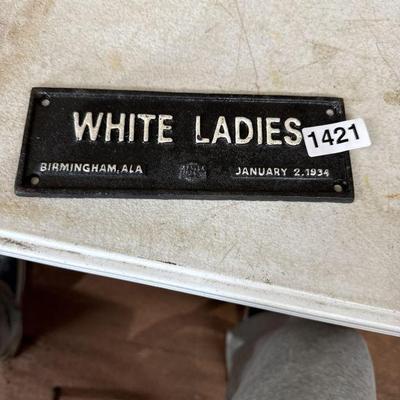 WHITE LADIES
1421
BIRMINGHAM, ALA
JANUARY 2, 1934